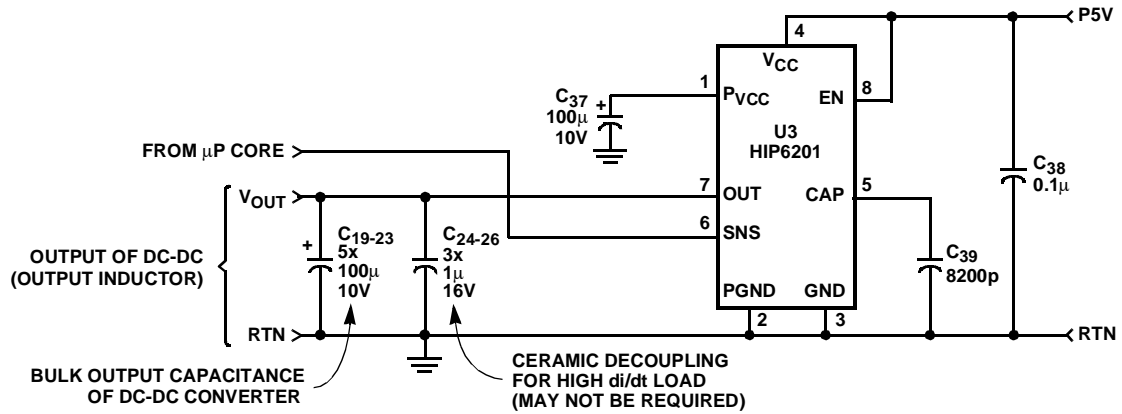 P5V
4
VCC
1
PVCC
EN
8
C37
100μ
10V
+
U3
HIP6201
FROM μP CORE
VOUT
7
OUT
CAP
5
C38
0.1μ
6
SNS
OUTPUT OF DC-DC
(OUTPUT INDUCTOR)
+
C19-23
5x
100μ
10V
C24-26
3x
1μ
16V
C39
8200p
PGND
GND
2
3
RTN
RTN
BULK OUTPUT CAPACITANCE
OF DC-DC CONVERTER
CERAMIC DECOUPLING
FOR HIGH di/dt LOAD
(MAY NOT BE REQUIRED)